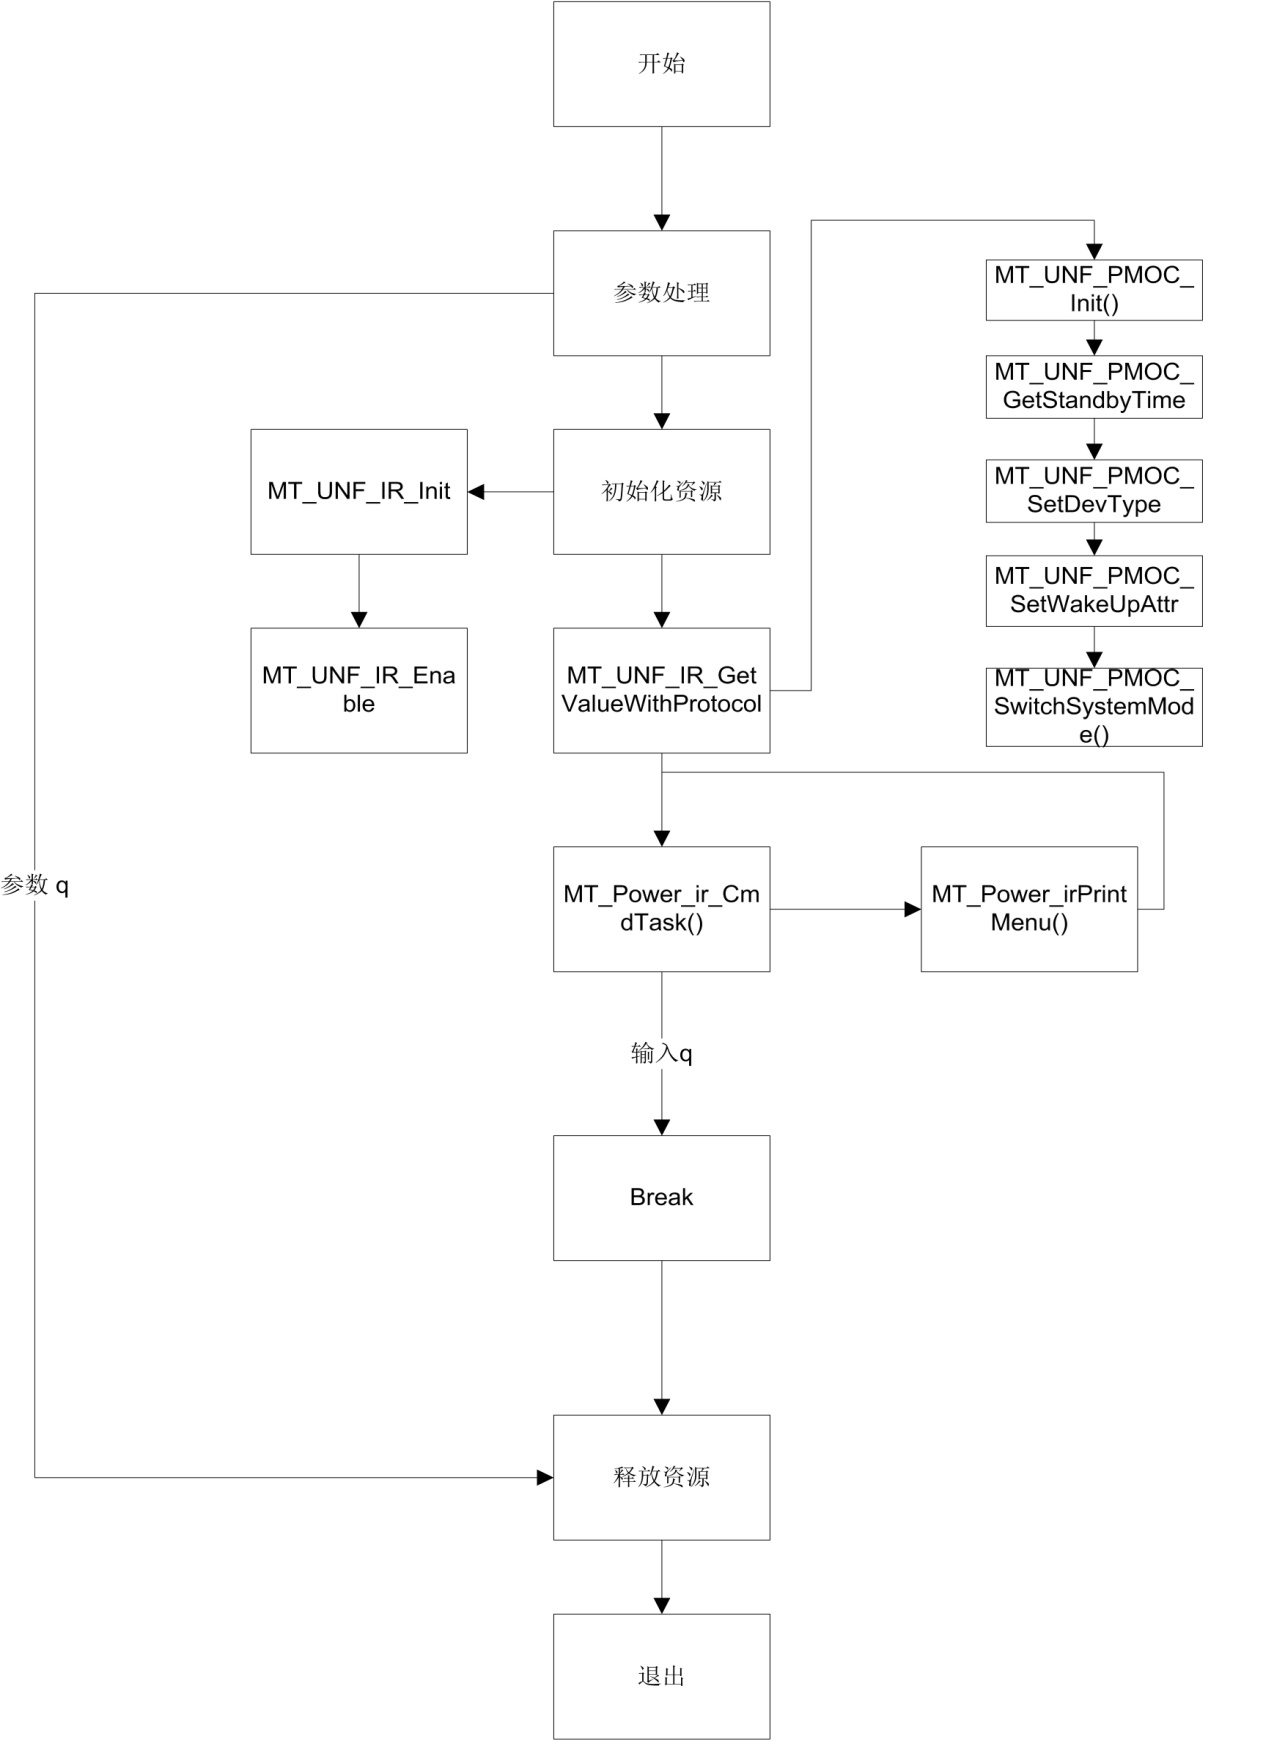 开始
参数处理
MT_UNF_PMOC_
Init()
MT_UNF_PMOC_
GetStandbyTime
MT_UNF_PMOC_
SetDevType
MT_UNF_PMOC_
SetWakeUpAttr
MT_UNF_PMOC_
SwitchSystemMod
e()
初始化资源
MT_UNF_IR_Init
MT_UNF_IR_Ena
ble
MT_UNF_IR_Get
ValueWithProtocol
参数 q
MT_Power_ir_Cm
dTask()
MT_Power_irPrint
Menu()
输入q
Break
释放资源
退出